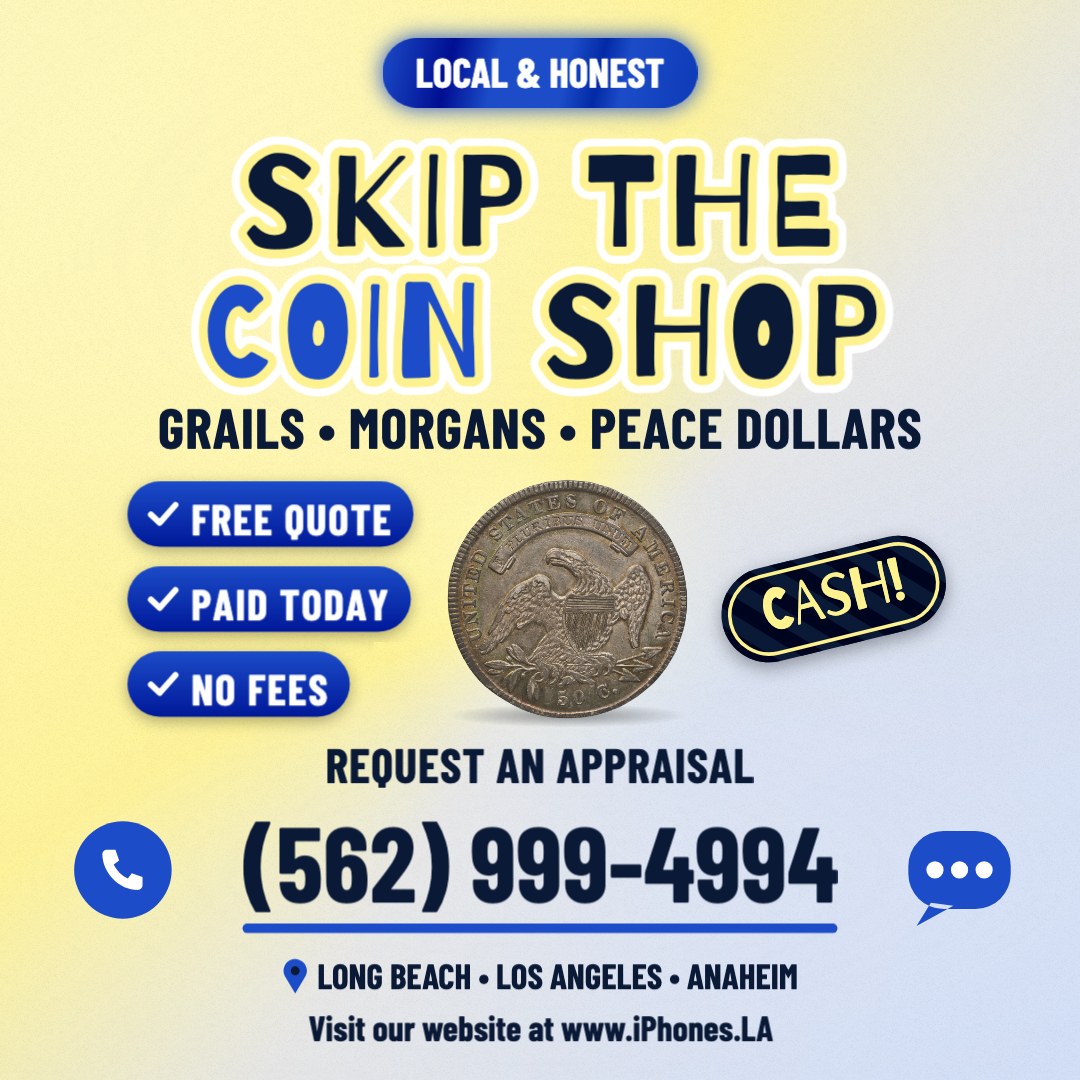 LOCAL & HONEST
SKIP THE
COIN SHOP
GRAILS • MORGANS • PEACE DOLLARS
FREE QUOTE
PAID TODAY
NO FEES
UNITED STATES OF AMERICA
E PLURIBUS UNUM
50 C.
CASH!
REQUEST AN APPRAISAL
(562) 999-4994
LONG BEACH • LOS ANGELES • ANAHEIM
Visit our website at www.iPhones.LA